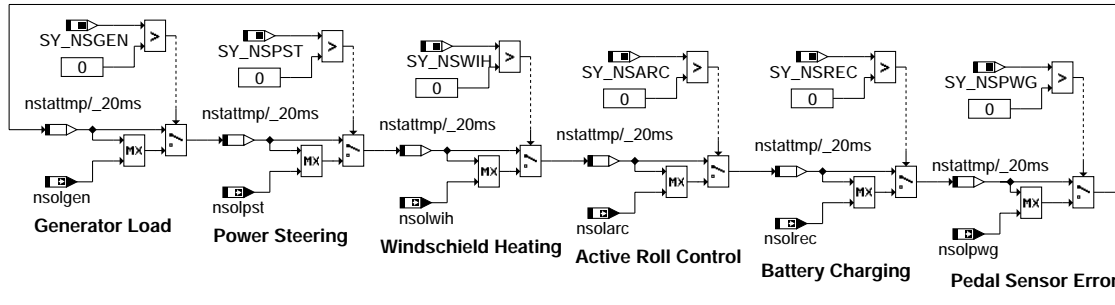 SY_NSGEN
>
0
nstattmp/_20ms
MX
nsolgen
Generator Load
SY_NSPST
>
0
nstattmp/_20ms
MX
nsolpst
Power Steering
SY_NSWIH
>
0
nstattmp/_20ms
MX
nsolwih
Windschield Heating
SY_NSARC
>
0
nstattmp/_20ms
MX
nsolarc
Active Roll Control
SY_NSREC
>
0
nstattmp/_20ms
MX
nsolrec
Battery Charging
SY_NSPWG
>
0
nstattmp/_20ms
MX
nsolpwg
Pedal Sensor Error